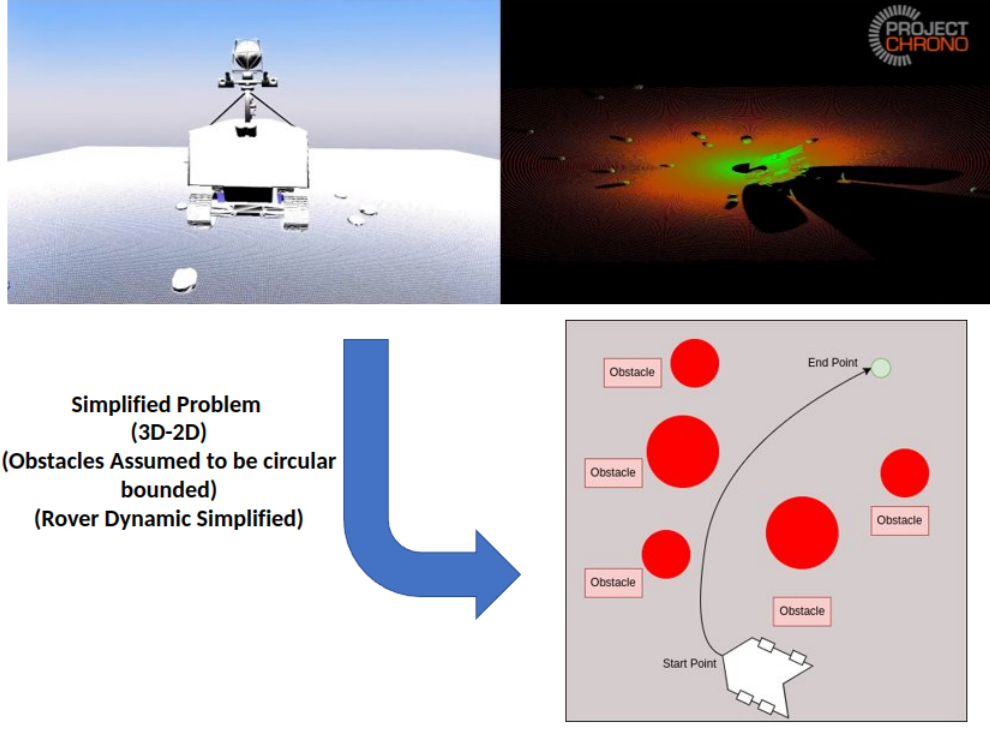 PROJECT
CHRONO
Simplified Problem
(3D-2D)
(Obstacles Assumed to be circular
bounded)
(Rover Dynamic Simplified)
End Point
Obstacle
Obstacle
Obstacle
Obstacle
Obstacle
Start Point